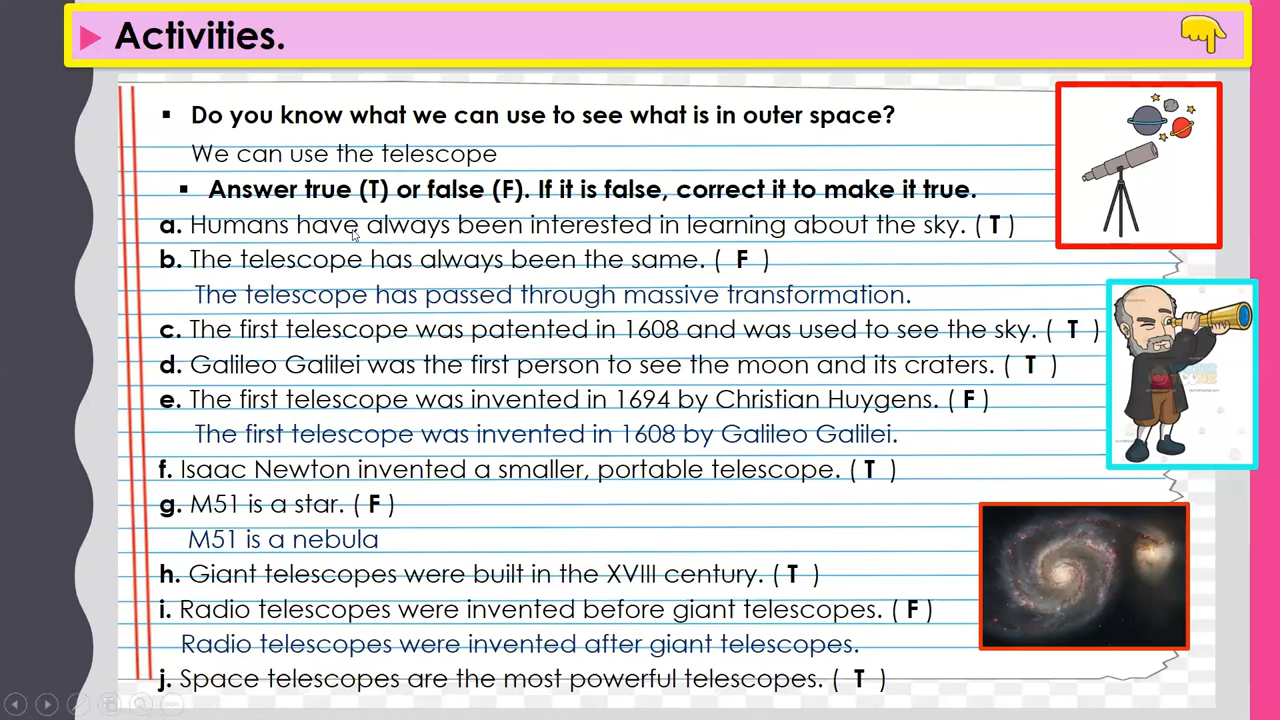 Activities.
▪ Do you know what we can use to see what is in outer space?
We can use the telescope
▪ Answer true (T) or false (F). If it is false, correct it to make it true.
a. Humans have always been interested in learning about the sky. ( T )
b. The telescope has always been the same. ( F )
The telescope has passed through massive transformation.
c. The first telescope was patented in 1608 and was used to see the sky. ( T )
d. Galileo Galilei was the first person to see the moon and its craters. ( T )
e. The first telescope was invented in 1694 by Christian Huygens. ( F )
The first telescope was invented in 1608 by Galileo Galilei.
f. Isaac Newton invented a smaller, portable telescope. ( T )
g. M51 is a star. ( F )
M51 is a nebula
h. Giant telescopes were built in the XVIII century. ( T )
i. Radio telescopes were invented before giant telescopes. ( F )
Radio telescopes were invented after giant telescopes.
j. Space telescopes are the most powerful telescopes. ( T )